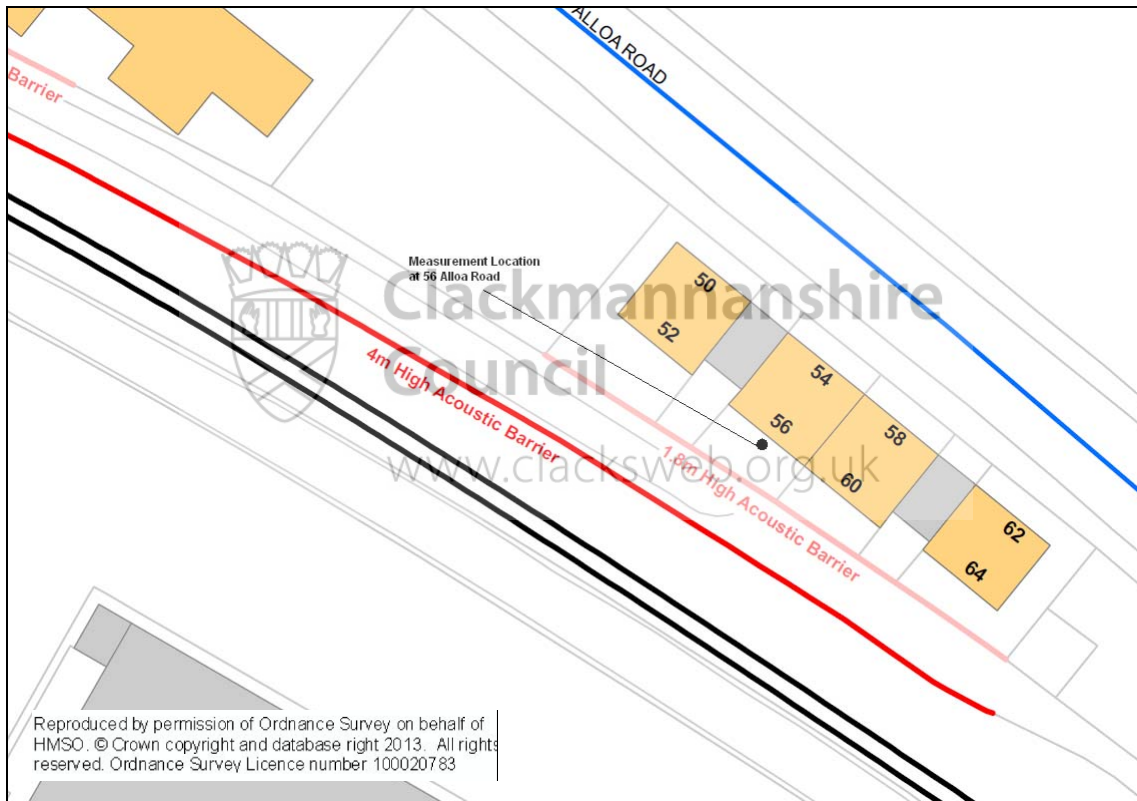 ALLOA ROAD
Barrier
Measurement Location
at 56 Alloa Road
Clackmannanshire
Council
www.clacksweb.org.uk
50
52
54
56
58
60
62
64
4m High Acoustic Barrier
1.8m High Acoustic Barrier
Reproduced by permission of Ordnance Survey on behalf of
HMSO. © Crown copyright and database right 2013. All rights
reserved. Ordnance Survey Licence number 100020783